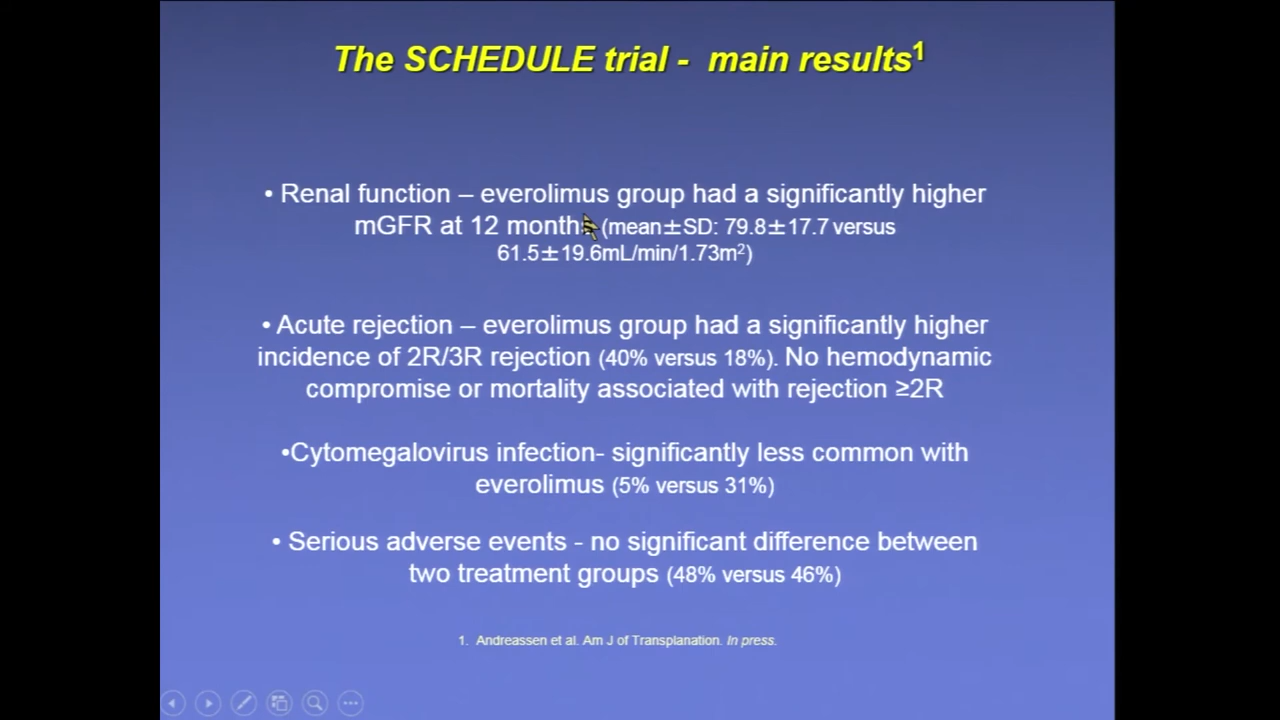 The SCHEDULE trial - main results1
• Renal function – everolimus group had a significantly higher
mGFR at 12 months (mean±SD: 79.8±17.7 versus
61.5±19.6mL/min/1.73m²)
• Acute rejection – everolimus group had a significantly higher
incidence of 2R/3R rejection (40% versus 18%). No hemodynamic
compromise or mortality associated with rejection ≥2R
•Cytomegalovirus infection- significantly less common with
everolimus (5% versus 31%)
• Serious adverse events - no significant difference between
two treatment groups (48% versus 46%)
1. Andreassen et al. Am J of Transplanation. In press.